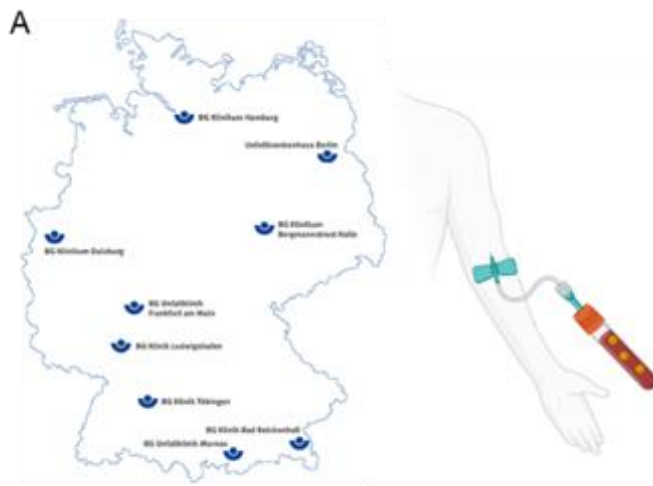 A
BG Klinikum Hamburg
Unfallkrankenhaus Berlin
BG Klinikum
Bergmannstrost Halle
BG Klinikum Duisburg
BG Unfallklinik
Frankfurt am Main
BG Klinik Ludwigshafen
BG Klinik Tübingen
BG Klinik Bad Reichenhall
BG Unfallklinik Murnau